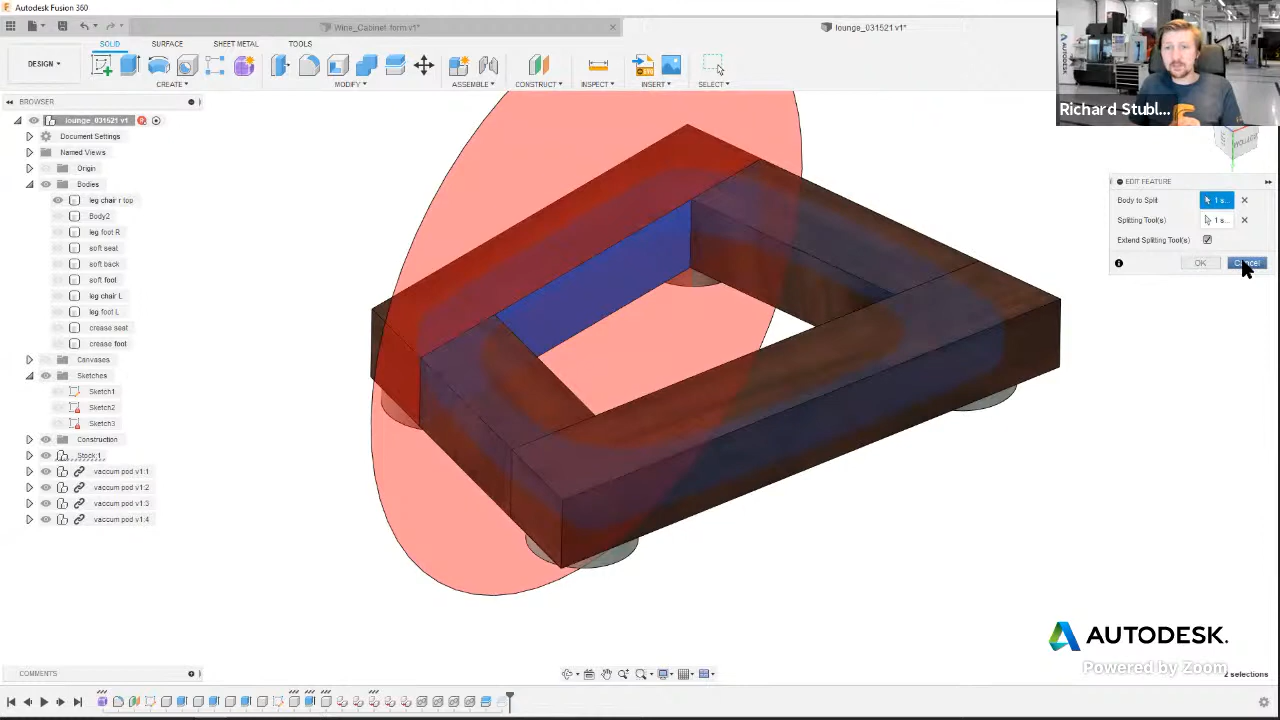 Autodesk Fusion 360
Wine_Cabinet form v1*
lounge_031521 v1*
SOLID
SURFACE
SHEET METAL
TOOLS
DESIGN
CREATE
MODIFY
ASSEMBLE
CONSTRUCT
INSPECT
INSERT
SELECT
Richard Stubl...
BROWSER
lounge_031521 v1
Document Settings
Named Views
Origin
Bodies
leg chair r top
Body2
leg foot R
soft seat
soft back
soft foot
leg chair L
leg foot L
crease seat
crease foot
Canvases
Sketches
Sketch1
Sketch2
Sketch3
Construction
Stock:1
vaccum pod v1:1
vaccum pod v1:2
vaccum pod v1:3
vaccum pod v1:4
BOTTOM
EDIT FEATURE
Body to Split
1 s...
Splitting Tool(s)
1 s...
Extend Splitting Tool(s)
OK
Cancel
AUTODESK.
Powered by Zoom
2 selections
COMMENTS